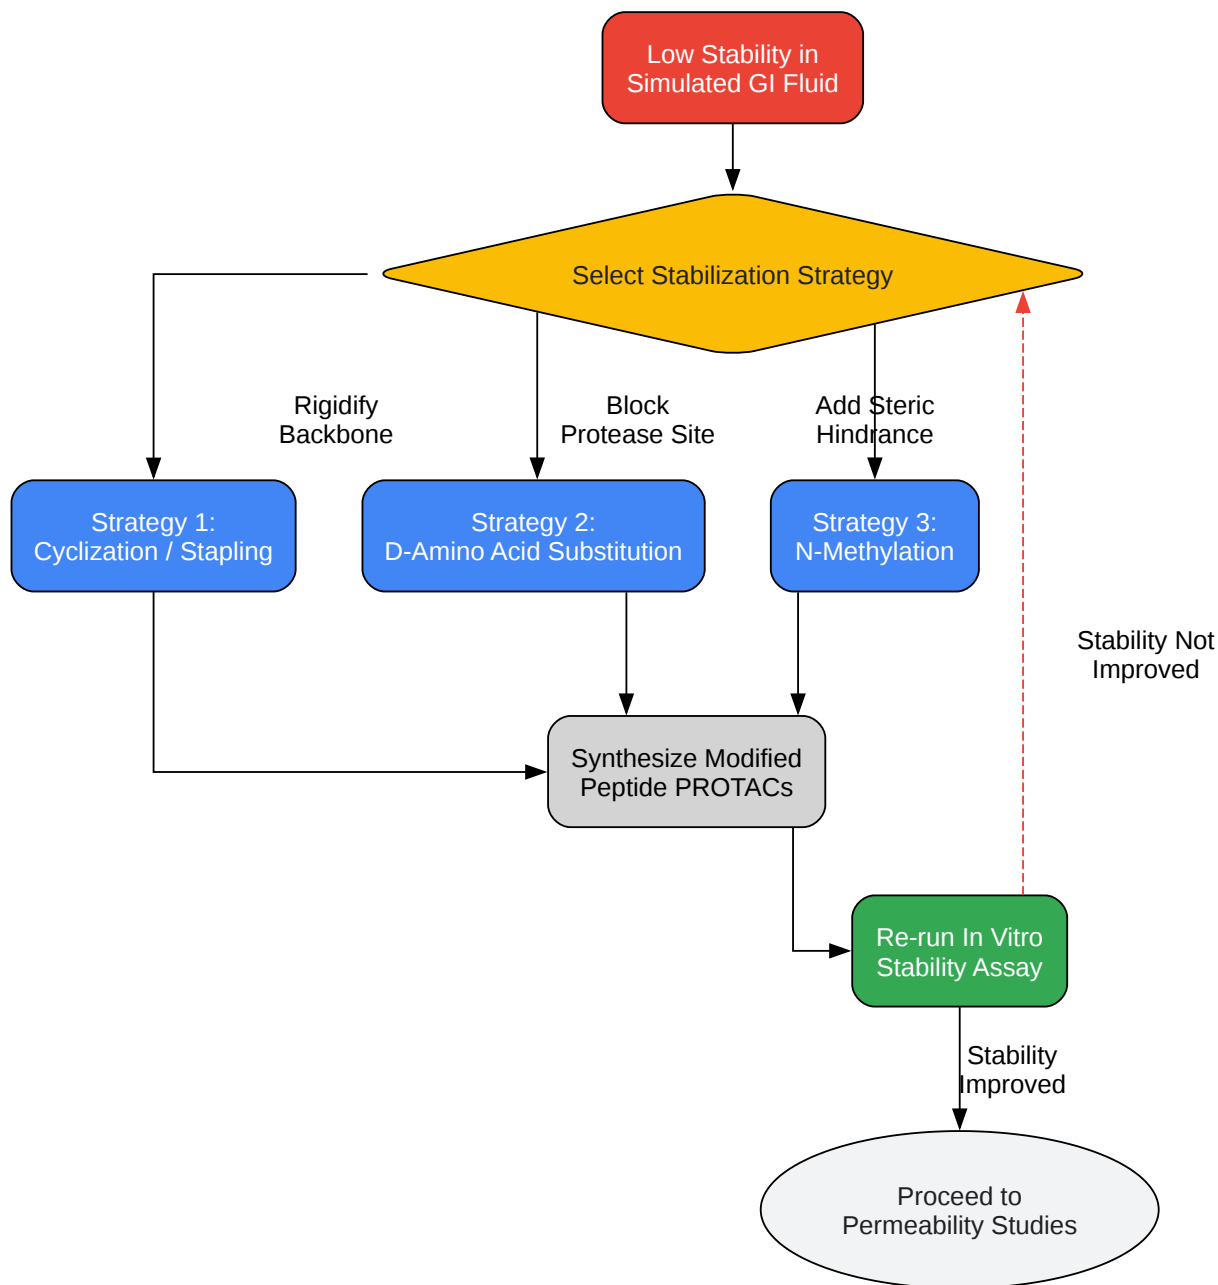 Low Stability in
Simulated GI Fluid
Select Stabilization Strategy
Rigidify
Backbone
Block
Protease Site
Add Steric
Hindrance
Strategy 1:
Cyclization / Stapling
Strategy 2:
D-Amino Acid Substitution
Strategy 3:
N-Methylation
Stability Not
Improved
Synthesize Modified
Peptide PROTACs
Re-run In Vitro
Stability Assay
Stability
Improved
Proceed to
Permeability Studies